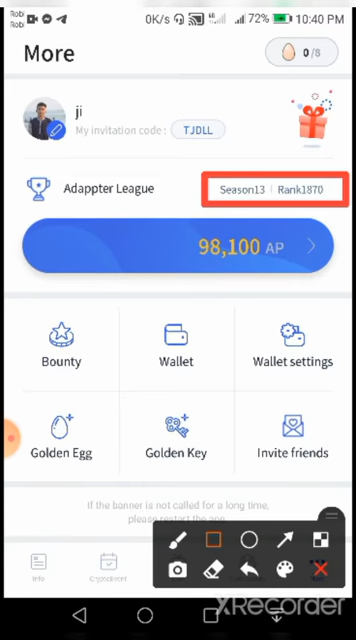 Robi
Robi
0K/s 72% 10:40 PM
More
0/8
ji
My invitation code : TJDLL
Adappter League
Season13 | Rank1870
98,100 AP
Bounty
Wallet
Wallet settings
Golden Egg
Golden Key
Invite friends
If the banner is not called for a long time,
please restart the app.
Info
XRecorder